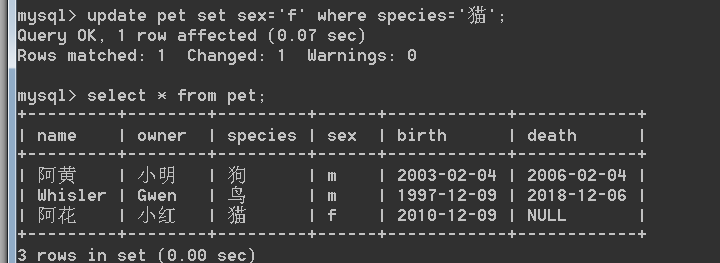 mysql> update pet set sex='f' where species='猫';
Query OK, 1 row affected (0.07 sec)
Rows matched: 1  Changed: 1  Warnings: 0
mysql> select * from pet;
+---------+--------+---------+------+------------+------------+
| name    | owner  | species | sex  | birth      | death      |
+---------+--------+---------+------+------------+------------+
| 阿黄    | 小明   | 狗      | m    | 2003-02-04 | 2006-02-04 |
| Whisler | Gwen   | 鸟      | m    | 1997-12-09 | 2018-12-06 |
| 阿花    | 小红   | 猫      | f    | 2010-12-09 | NULL       |
+---------+--------+---------+------+------------+------------+
3 rows in set (0.00 sec)